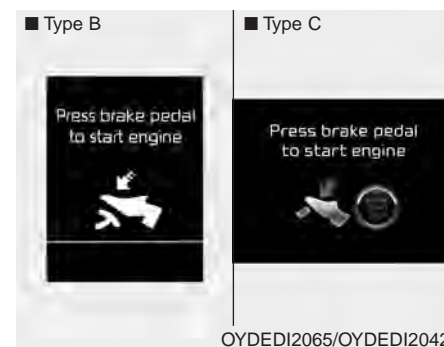 ■ Type B
■ Type C
Press brake pedal
to start engine
Press brake pedal
to start engine
OYDEDI2065/OYDEDI2042